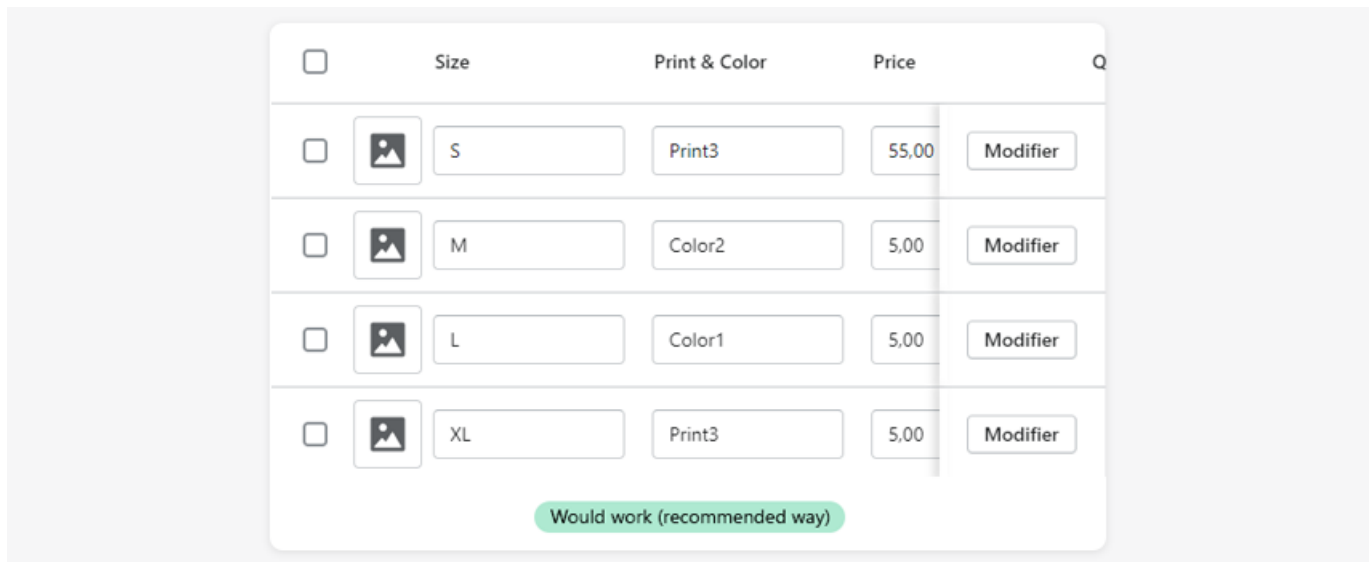 Size Print & Color Price Q
S Print3 55,00 Modifier
M Color2 5,00 Modifier
L Color1 5,00 Modifier
XL Print3 5,00 Modifier
Would work (recommended way)